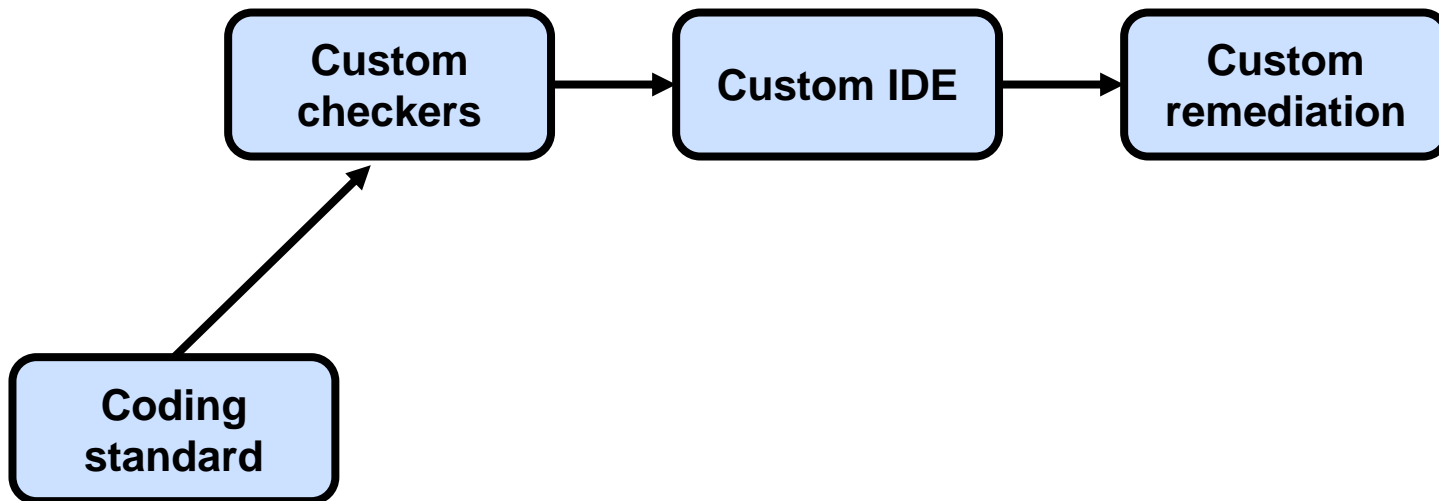 Custom
checkers
Custom IDE
Custom
remediation
Coding
standard